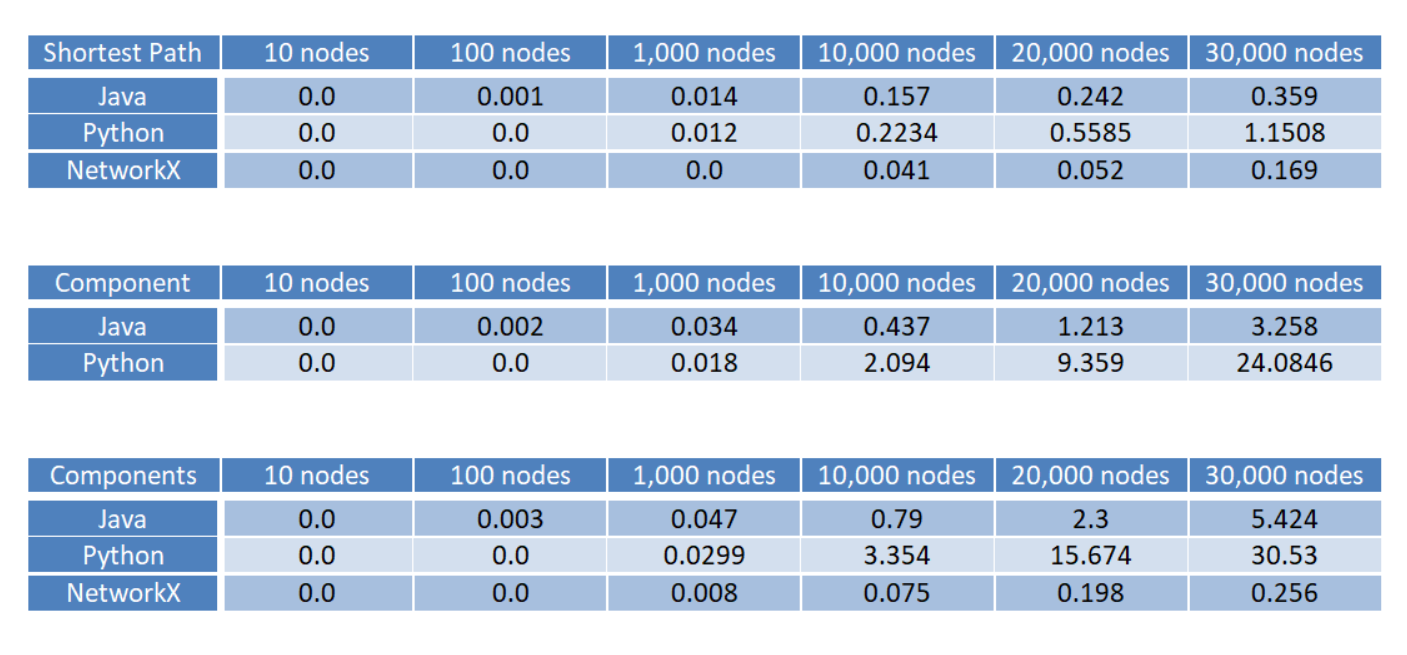 Shortest Path 10 nodes 100 nodes 1,000 nodes 10,000 nodes 20,000 nodes 30,000 nodes
Java 0.0 0.001 0.014 0.157 0.242 0.359
Python 0.0 0.0 0.012 0.2234 0.5585 1.1508
NetworkX 0.0 0.0 0.0 0.041 0.052 0.169
Component 10 nodes 100 nodes 1,000 nodes 10,000 nodes 20,000 nodes 30,000 nodes
Java 0.0 0.002 0.034 0.437 1.213 3.258
Python 0.0 0.0 0.018 2.094 9.359 24.0846
Components 10 nodes 100 nodes 1,000 nodes 10,000 nodes 20,000 nodes 30,000 nodes
Java 0.0 0.003 0.047 0.79 2.3 5.424
Python 0.0 0.0 0.0299 3.354 15.674 30.53
NetworkX 0.0 0.0 0.008 0.075 0.198 0.256